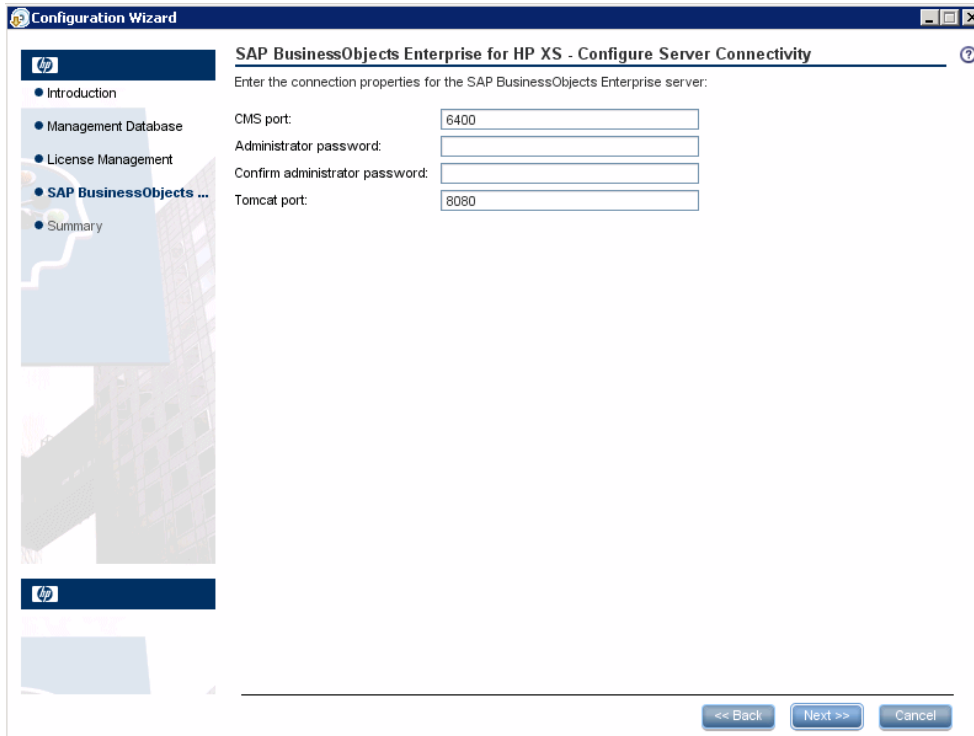 Configuration Wizard
hp
Introduction
Management Database
License Management
SAP BusinessObjects ...
Summary
hp
SAP BusinessObjects Enterprise for HP XS - Configure Server Connectivity
?
Enter the connection properties for the SAP BusinessObjects Enterprise server:
CMS port: 6400
Administrator password:
Confirm administrator password:
Tomcat port: 8080
<< Back Next >> Cancel